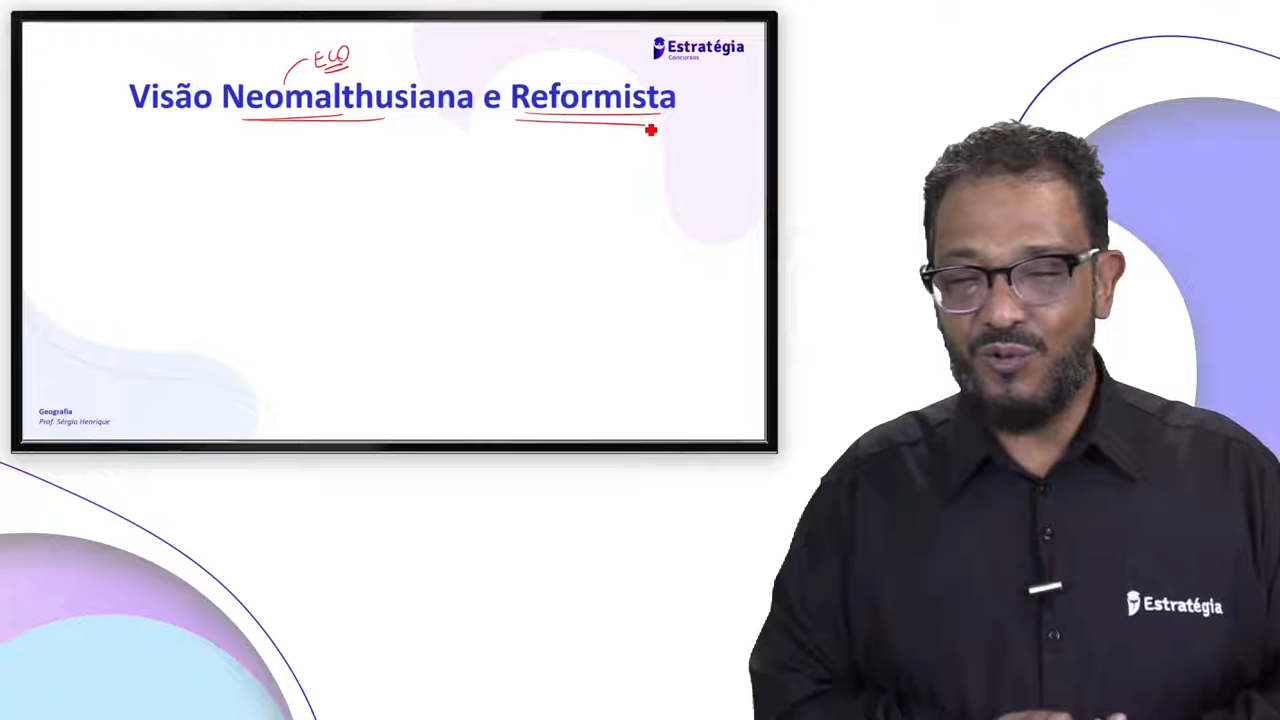 Estratégia
Concursos
ECO
Visão Neomalthusiana e Reformista
Geografia
Prof. Sérgio Henrique
Estratégia